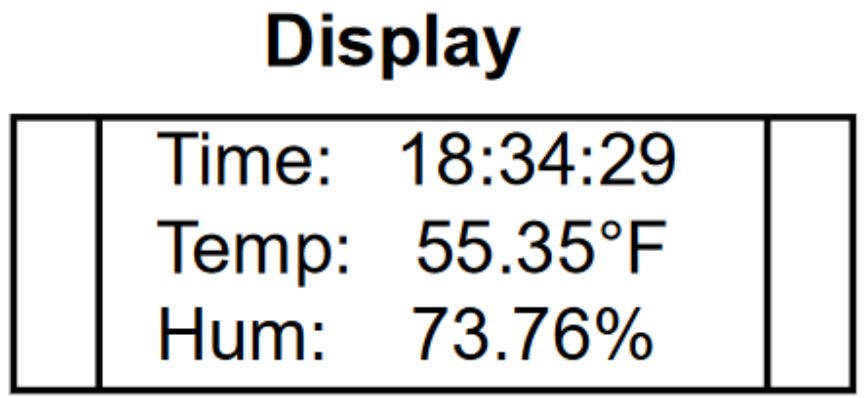 Display
Time: 18:34:29
Temp: 55.35°F
Hum: 73.76%